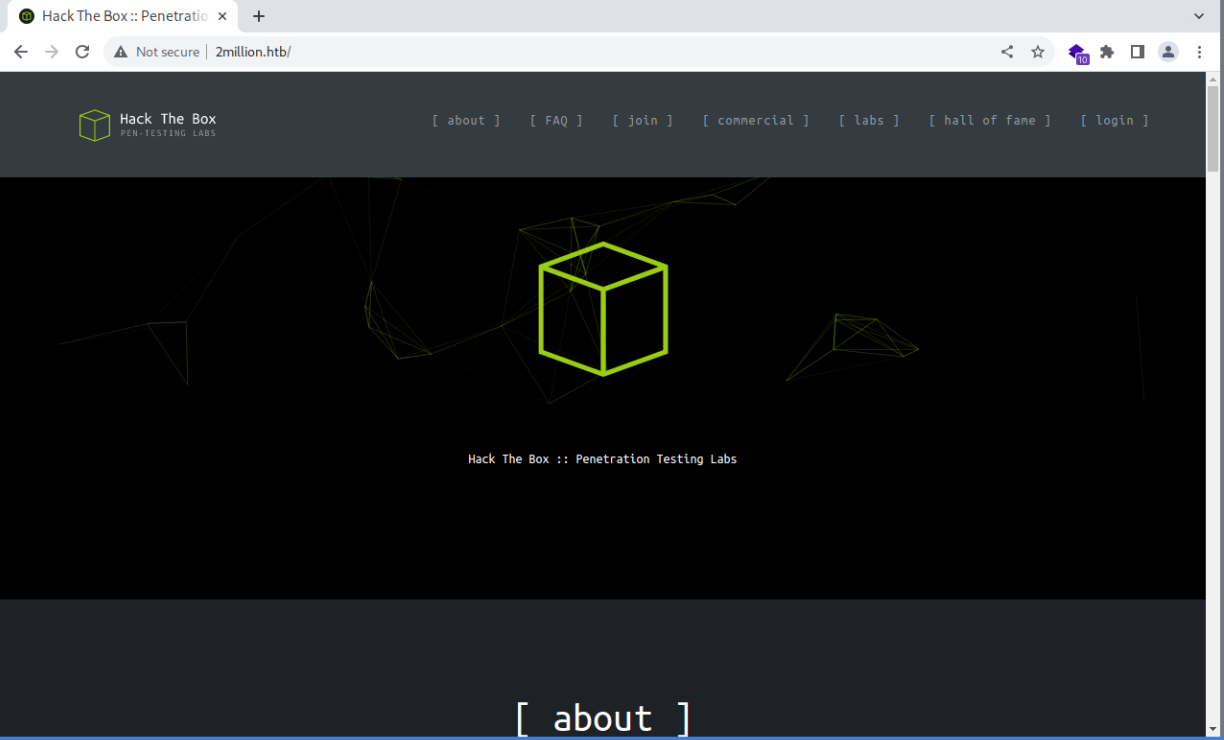 Hack The Box :: Penetratio
Not secure
2million.htb/
10
Hack The Box
PEN-TESTING LABS
[ about ] [ FAQ ] [ join ] [ commercial ] [ labs ] [ hall of fame ] [ login ]
Hack The Box :: Penetration Testing Labs
[ about ]